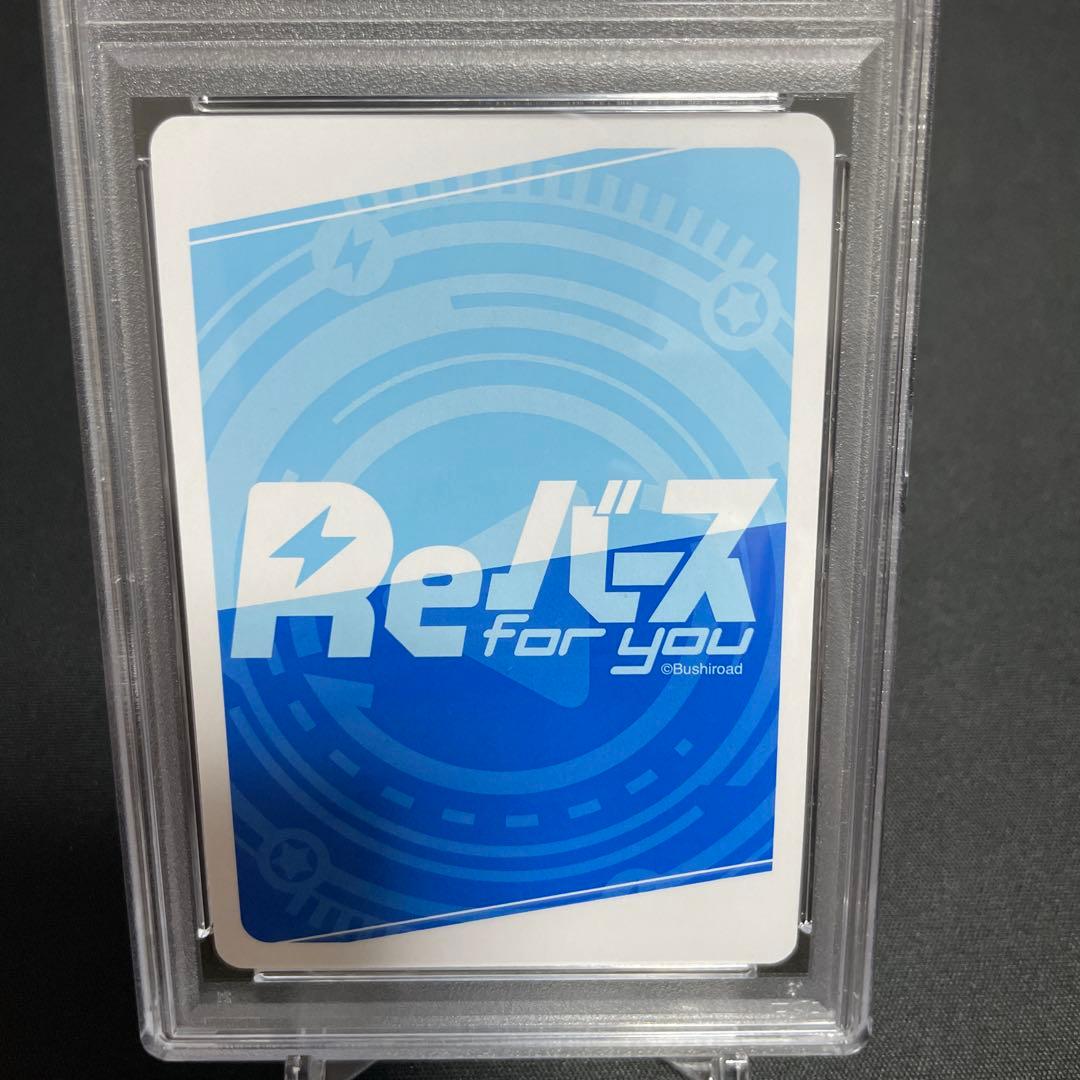 Reバース
for you
©Bushiroad